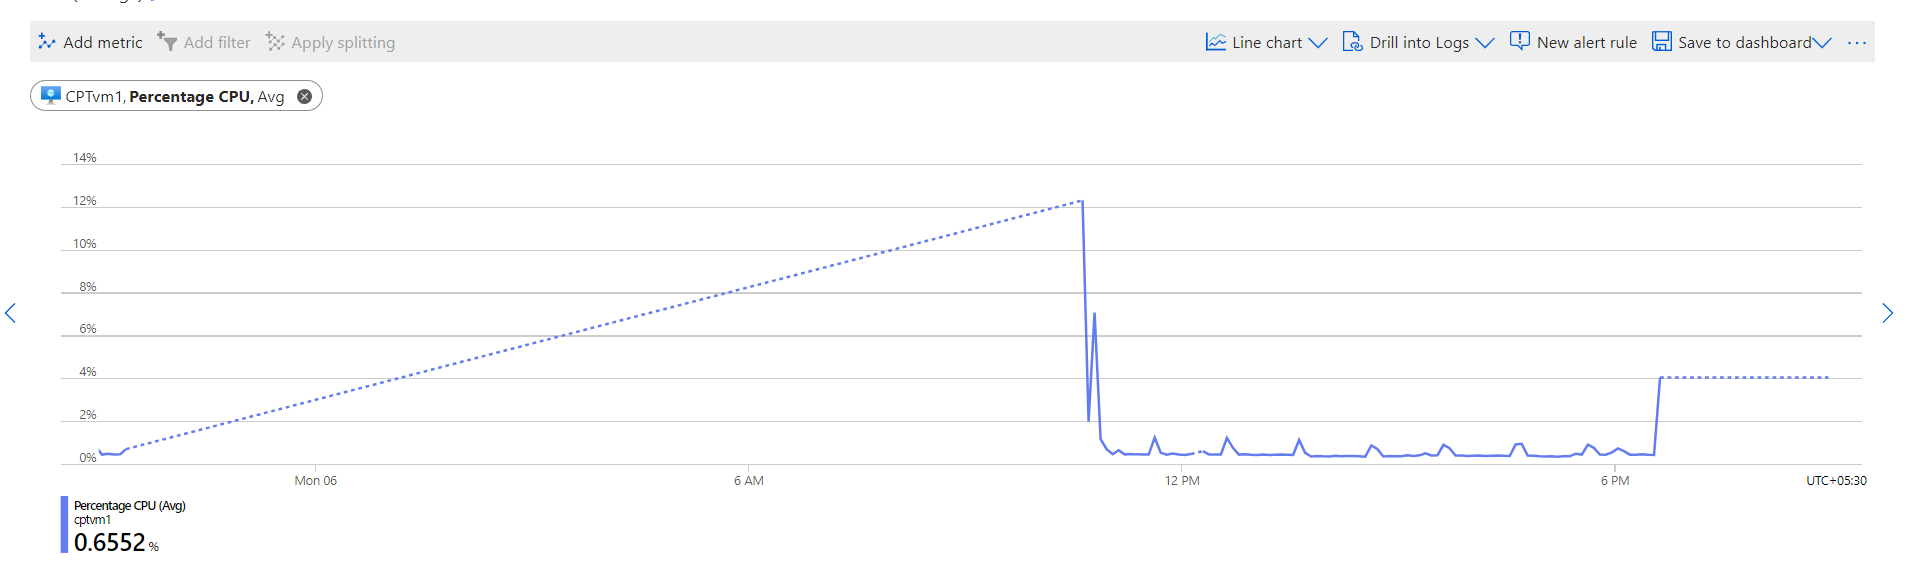 Add metric Add filter Apply splitting Line chart Drill into Logs New alert rule Save to dashboard ...
CPTvm1, Percentage CPU, Avg
14%
12%
10%
8%
6%
4%
2%
0%
Mon 06 6 AM 12 PM 6 PM UTC+05:30
Percentage CPU (Avg)
cptvm1
0.6552 %